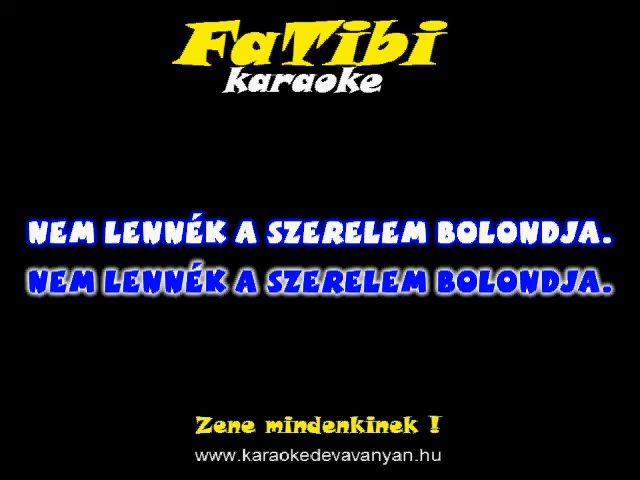 FaTibi
karaoke
NEM LENNÉK A SZERELEM BOLONDJA.
NEM LENNÉK A SZERELEM BOLONDJA.
Zene mindenkinek !
www.karaokedevavanyan.hu